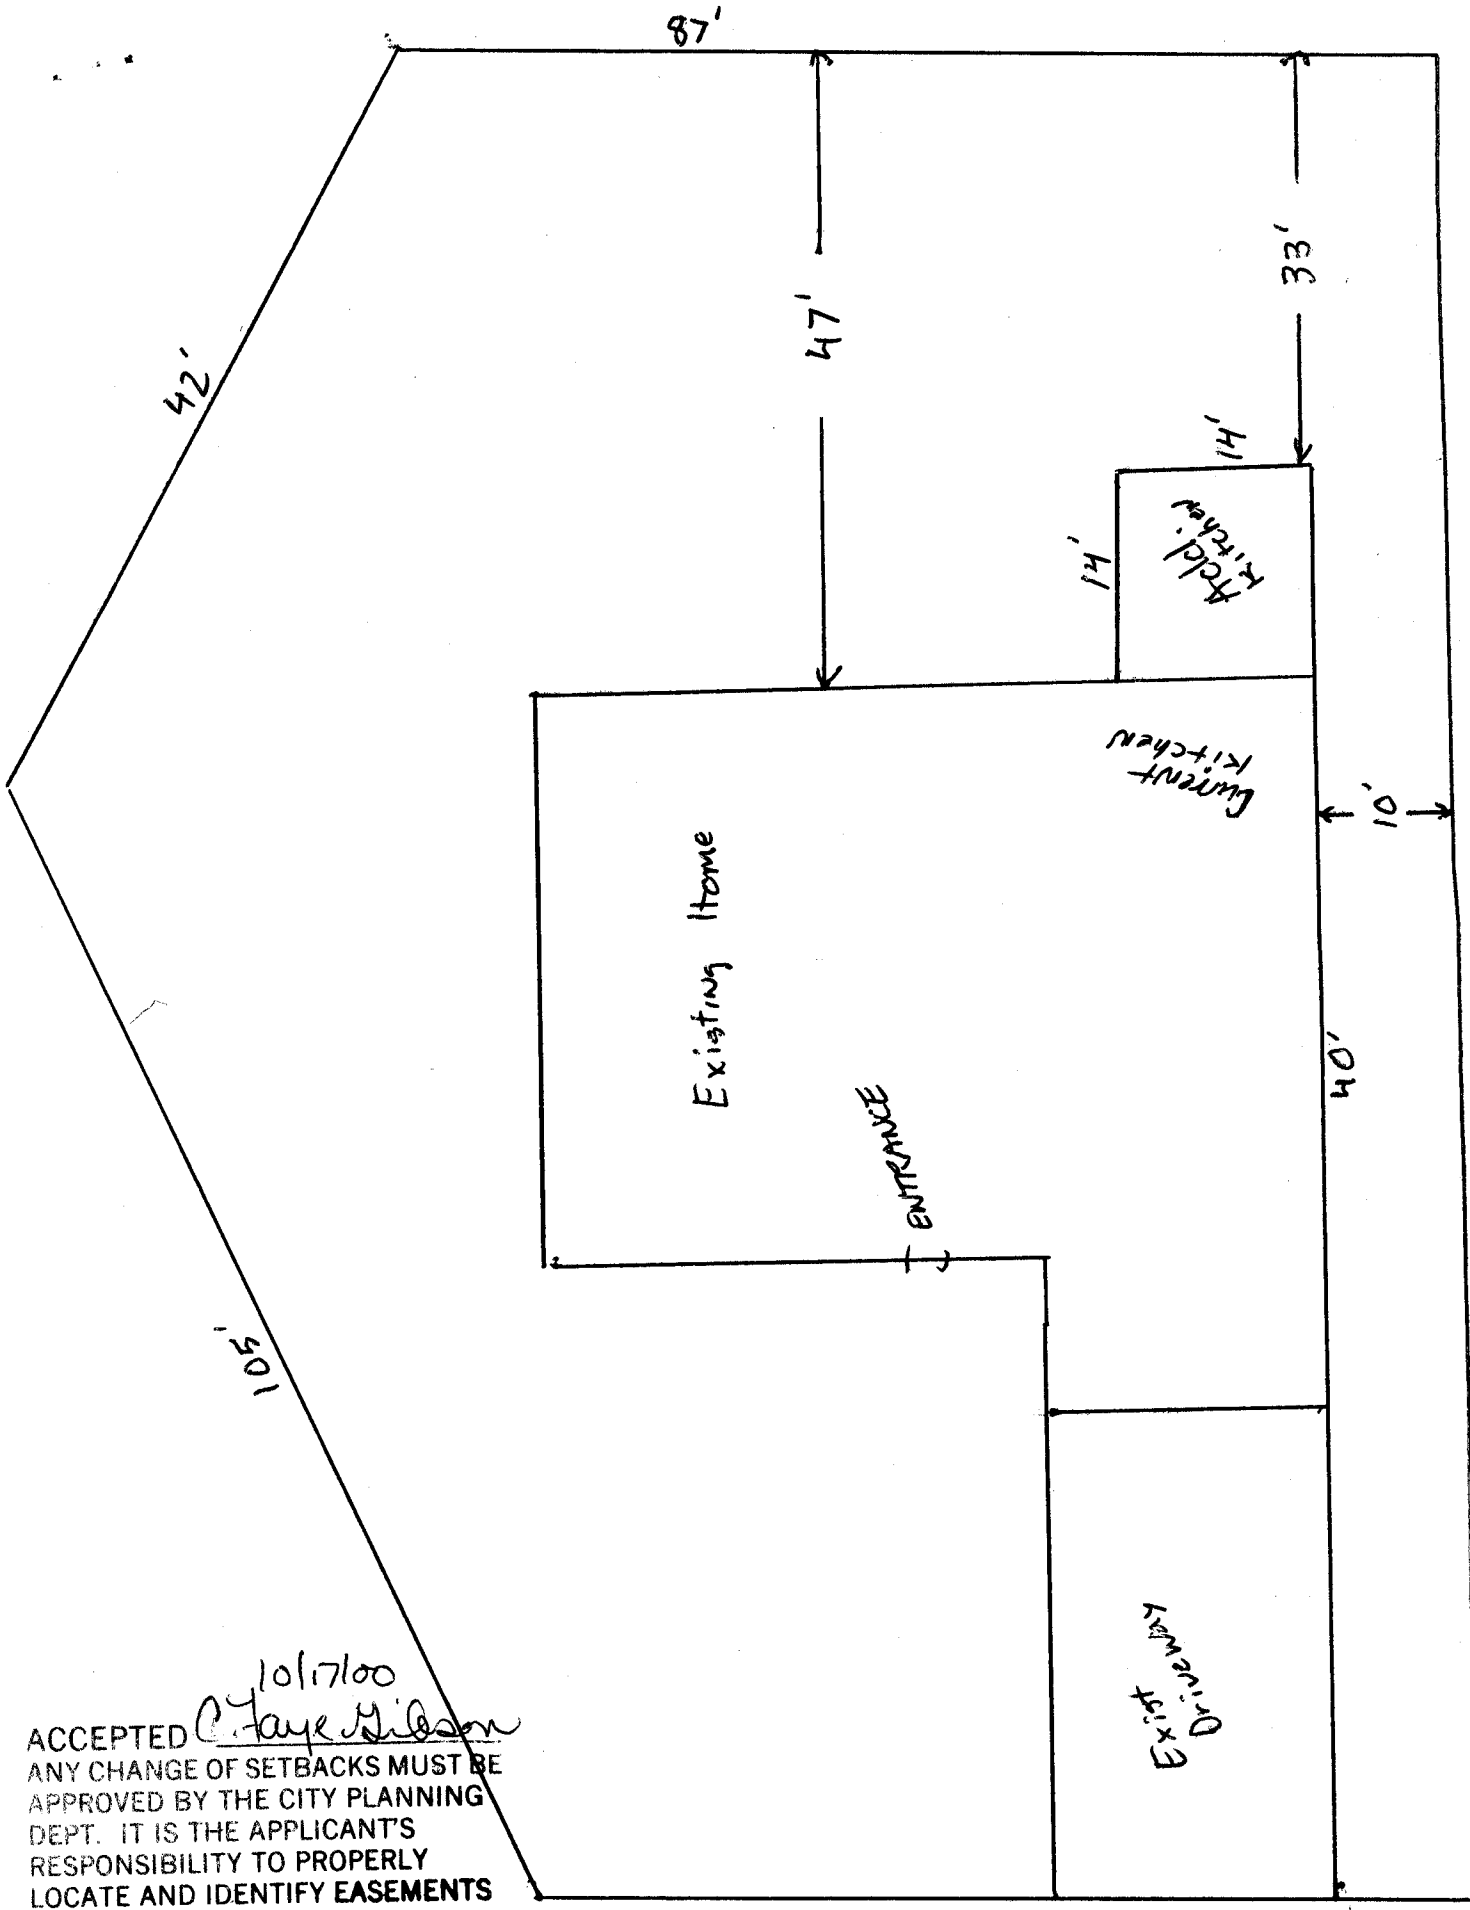 87'
42'
47'
33'
14'
14'
Add.
Kitchen
Current
Kitchen
10'
Existing Home
40'
ENTRANCE
105'
Exist
Driveway
10/17/00
ACCEPTED C. Faye Gibson
ANY CHANGE OF SETBACKS MUST BE
APPROVED BY THE CITY PLANNING
DEPT. IT IS THE APPLICANT'S
RESPONSIBILITY TO PROPERLY
LOCATE AND IDENTIFY EASEMENTS